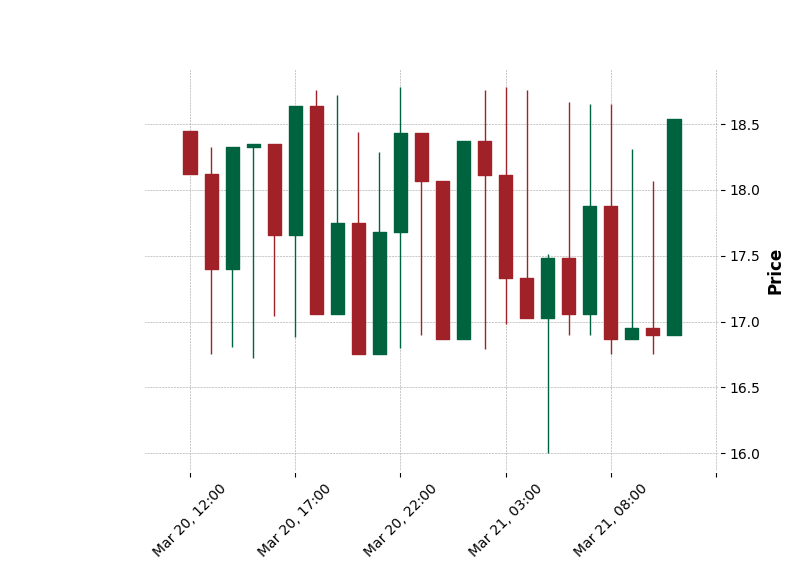 18.5
18.0
17.5
17.0
16.5
16.0
Price
Mar 20, 12:00
Mar 20, 17:00
Mar 20, 22:00
Mar 21, 03:00
Mar 21, 08:00